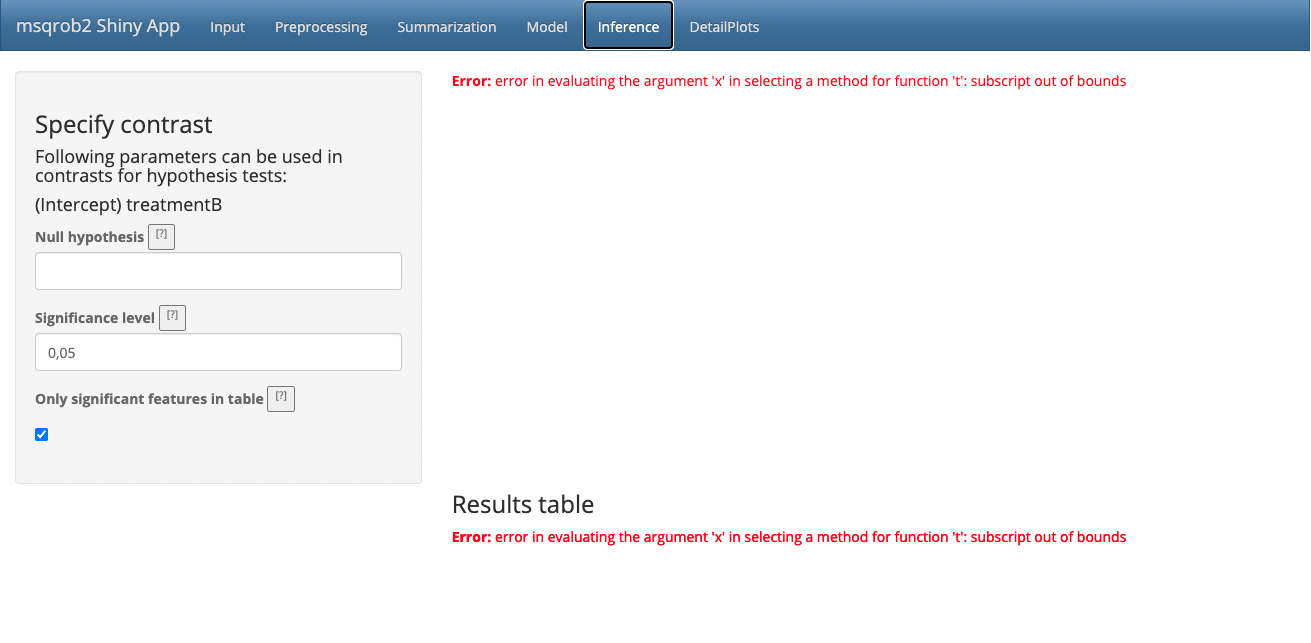 msqrob2 Shiny App Input Preprocessing Summarization Model Inference DetailPlots
Error: error in evaluating the argument 'x' in selecting a method for function 't': subscript out of bounds
Specify contrast
Following parameters can be used in
contrasts for hypothesis tests:
(Intercept) treatmentB
Null hypothesis [?]
Significance level [?]
0,05
Only significant features in table [?]
Results table
Error: error in evaluating the argument 'x' in selecting a method for function 't': subscript out of bounds